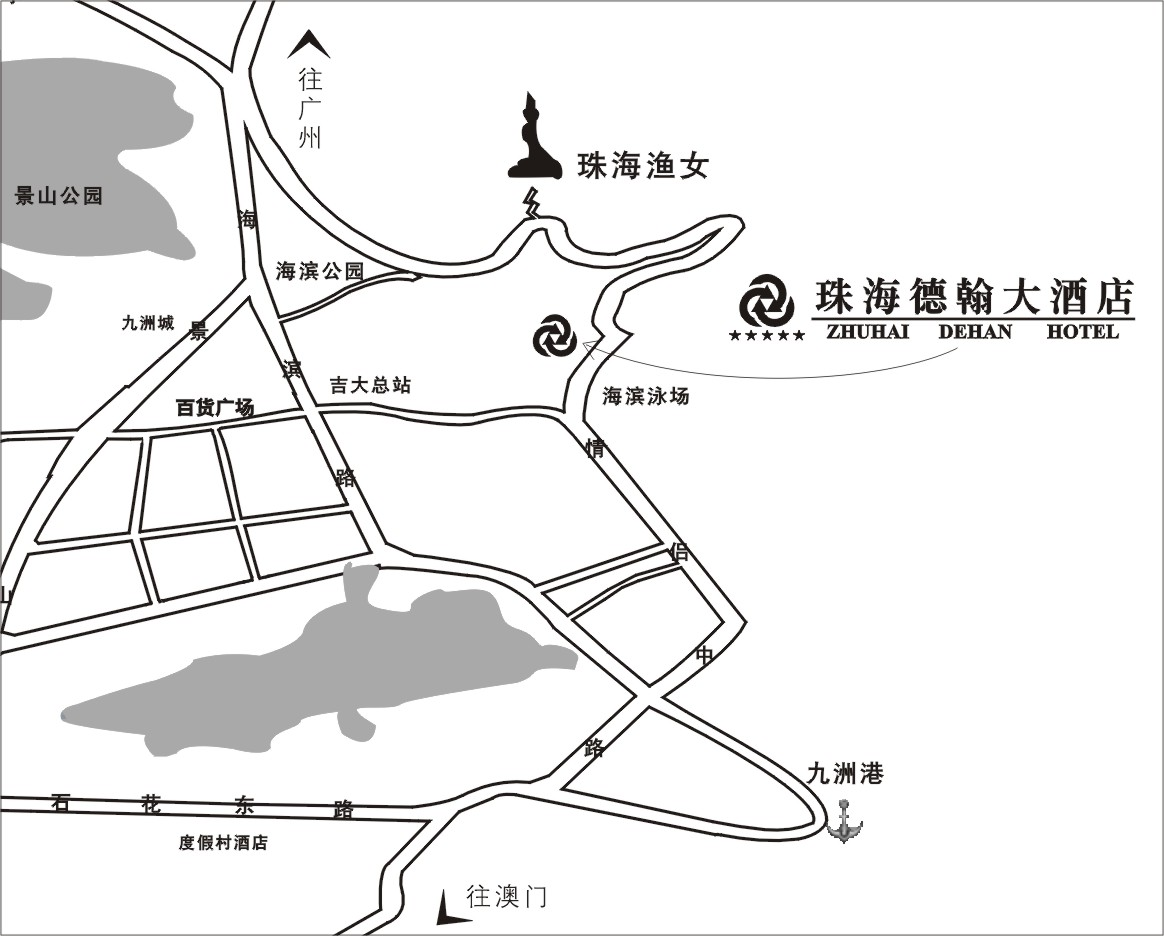 往广州
珠海渔女
景山公园
海滨公园
珠海德翰大酒店
ZHUHAI DEHAN HOTEL
九洲城
吉大总站
百货广场
海滨泳场
海滨路
景山
情侣中路
九洲港
石花东路
度假村酒店
往澳门